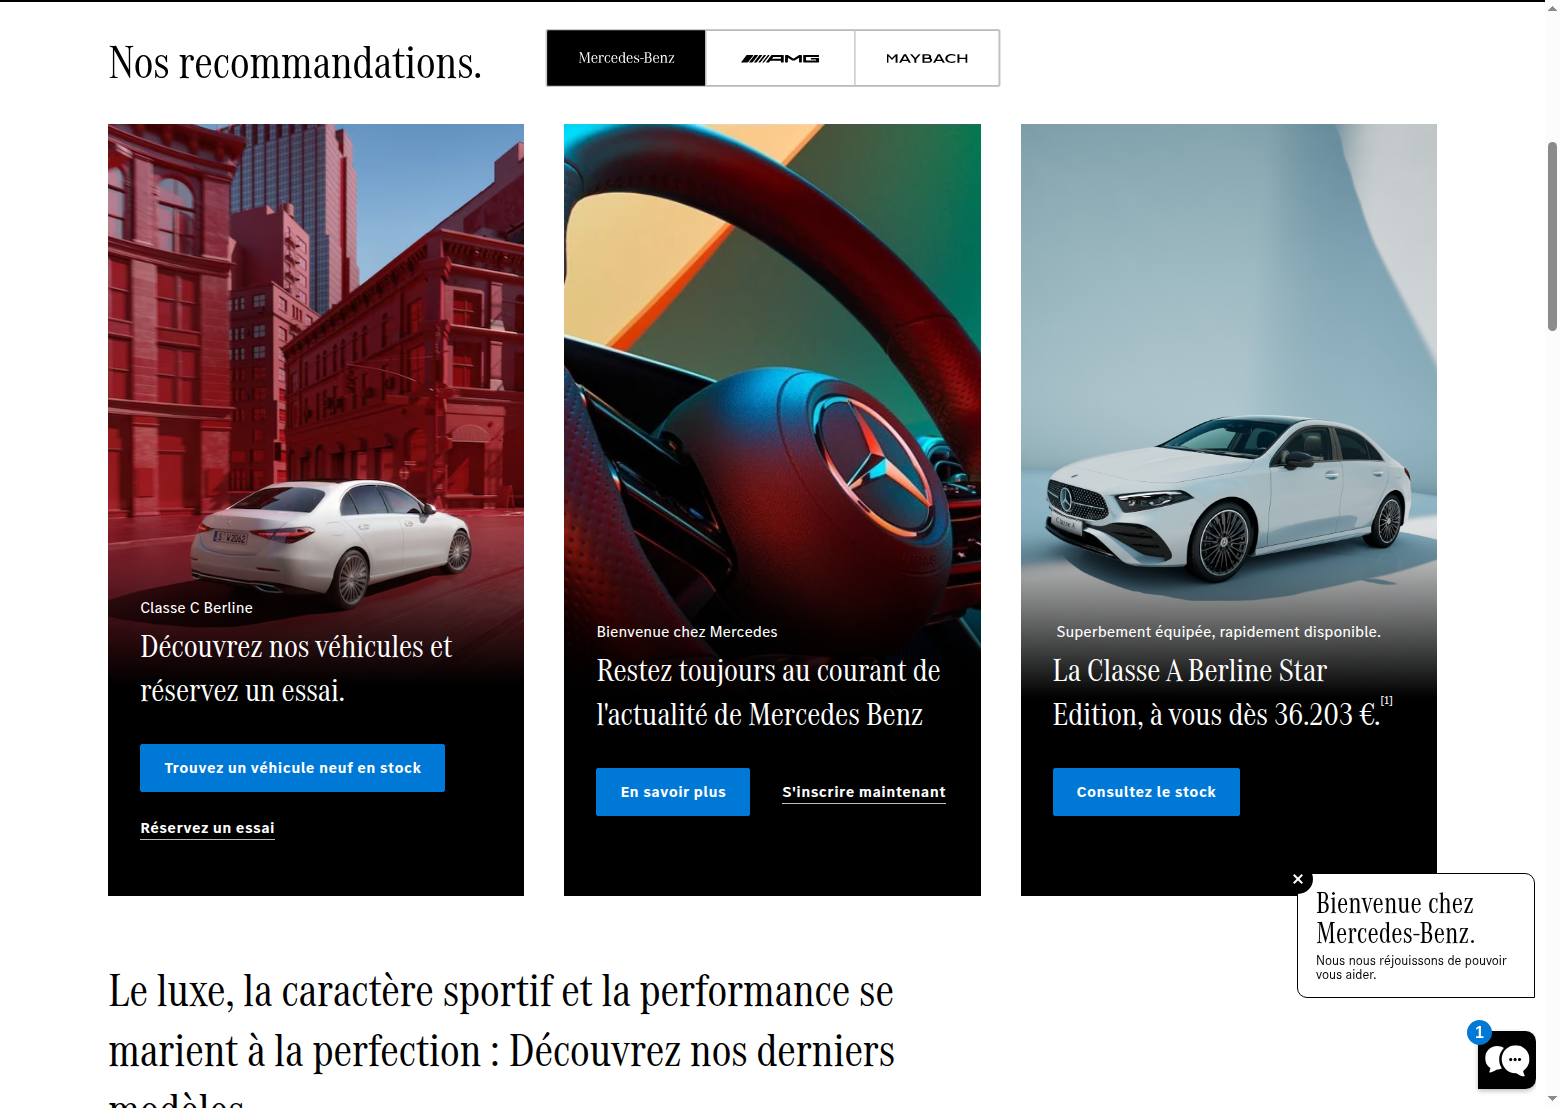 Nos recommandations.
Mercedes-Benz
AMG
MAYBACH
Classe C Berline
Découvrez nos véhicules et
réservez un essai.
Trouvez un véhicule neuf en stock
Réservez un essai
Bienvenue chez Mercedes
Restez toujours au courant de
l'actualité de Mercedes Benz
En savoir plus
S'inscrire maintenant
Classe A
Superbement équipée, rapidement disponible.
La Classe A Berline Star
Edition, à vous dès 36.203 €.[1]
Consultez le stock
Bienvenue chez
Mercedes-Benz.
Nous nous réjouissons de pouvoir
vous aider.
1
Le luxe, la caractère sportif et la performance se
marient à la perfection : Découvrez nos derniers
modèles